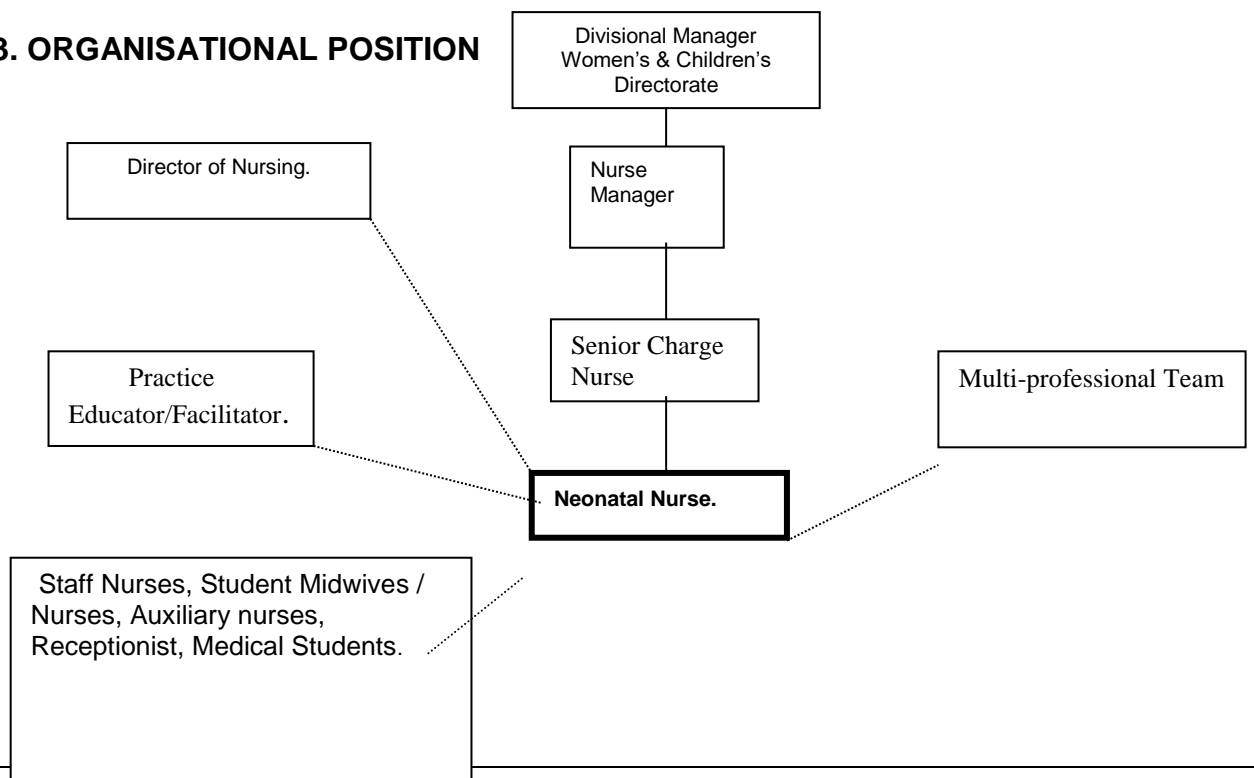 3. ORGANISATIONAL POSITION
Divisional Manager
Women’s & Children’s
Directorate
Director of Nursing.
Nurse
Manager
Senior Charge
Nurse
Practice
Educator/Facilitator.
Multi-professional Team
Neonatal Nurse.
Staff Nurses, Student Midwives /
Nurses, Auxiliary nurses,
Receptionist, Medical Students.